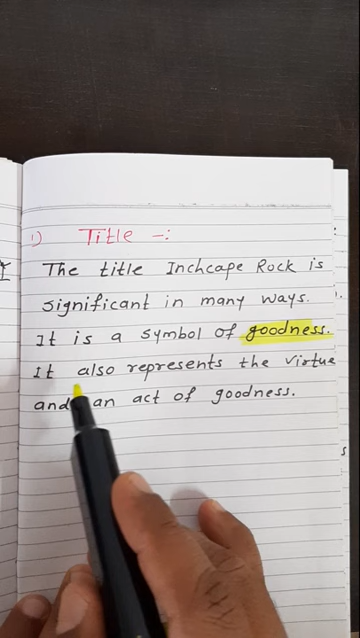 1) Title -:
The title Inchcape Rock is
significant in many ways.
It is a symbol of goodness.
It also represents the virtue
and an act of goodness.